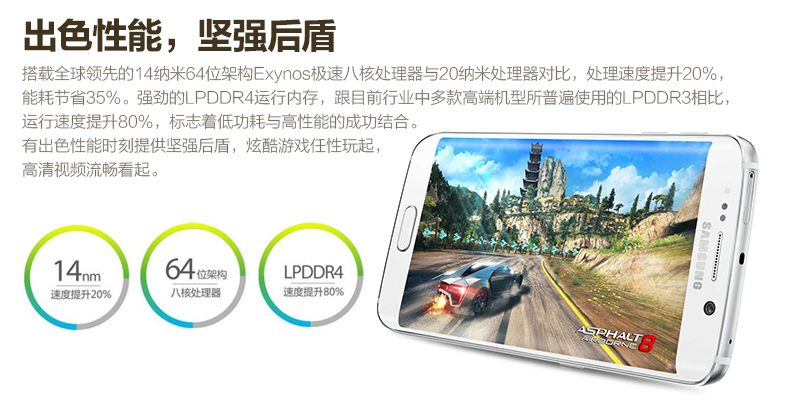 出色性能，坚强后盾
搭载全球领先的14纳米64位架构Exynos极速八核处理器与20纳米处理器对比，处理速度提升20%，
能耗节省35%。强劲的LPDDR4运行内存，跟目前行业中多款高端机型所普遍使用的LPDDR3相比，
运行速度提升80%，标志着低功耗与高性能的成功结合。
有出色性能时刻提供坚强后盾，炫酷游戏任性玩起，
高清视频流畅看起。
14nm
速度提升20%
64位架构
八核处理器
LPDDR4
速度提升80%
SAMSUNG
ASPHALT 8
AIRBORNE